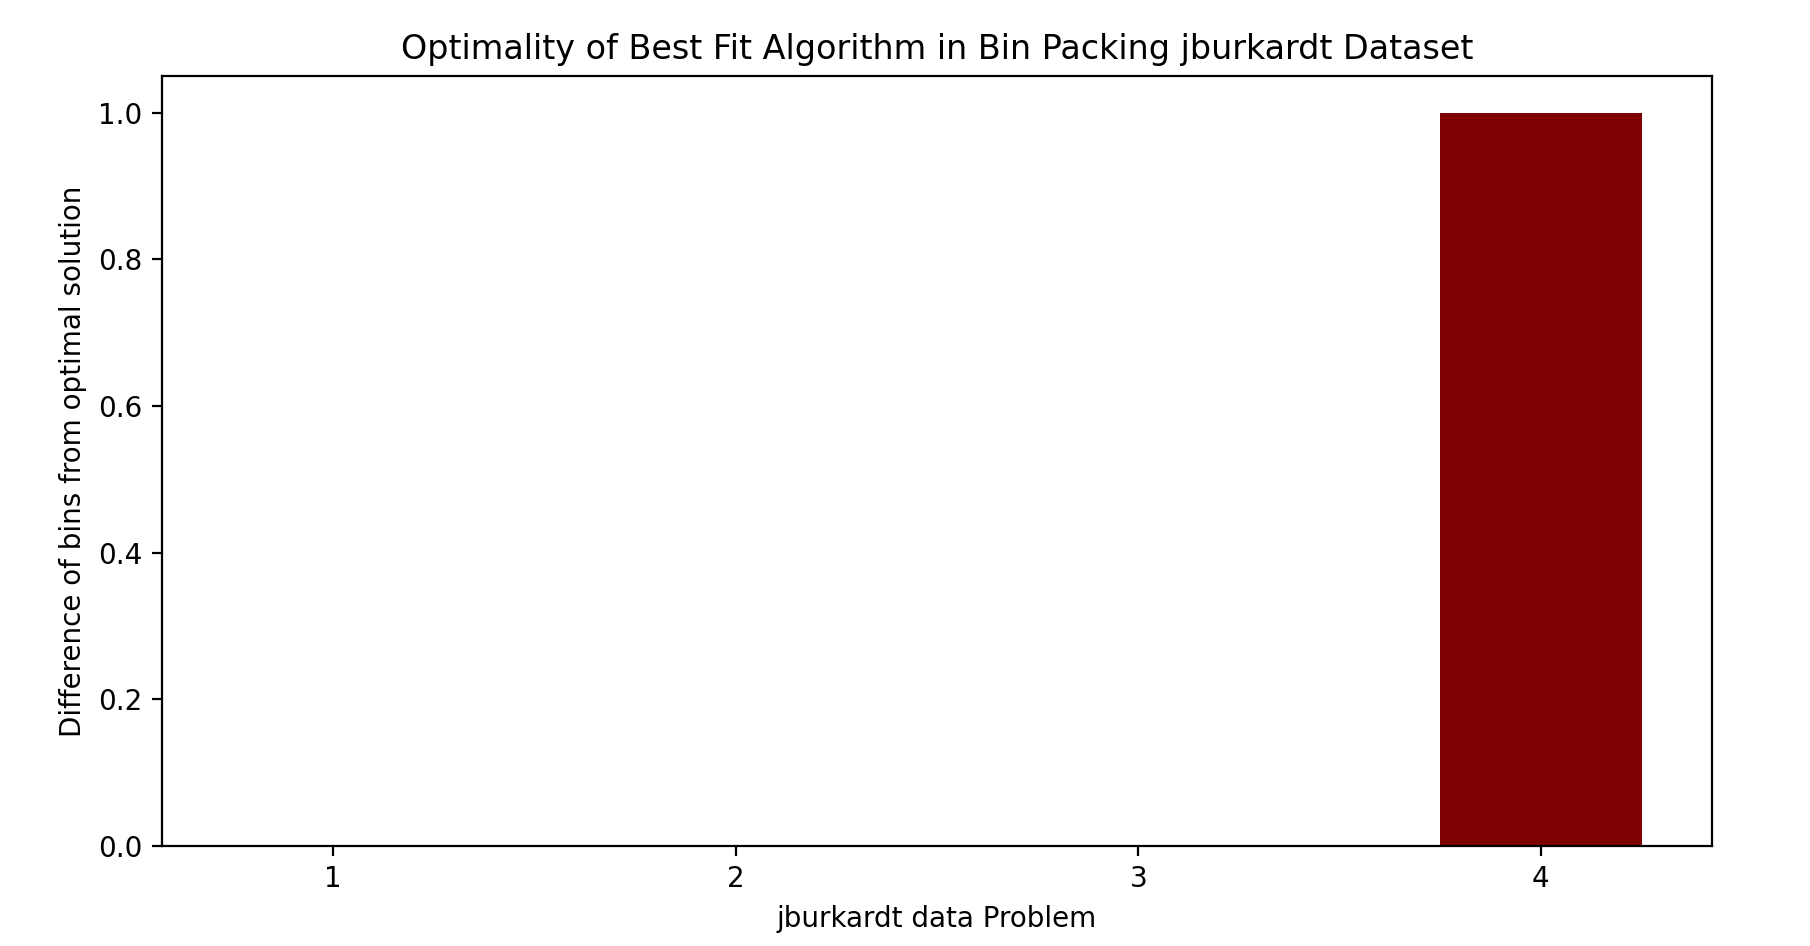 Optimality of Best Fit Algorithm in Bin Packing jburkardt Dataset
Difference of bins from optimal solution
1.0
0.8
0.6
0.4
0.2
0.0
1 2 3 4
jburkardt data Problem